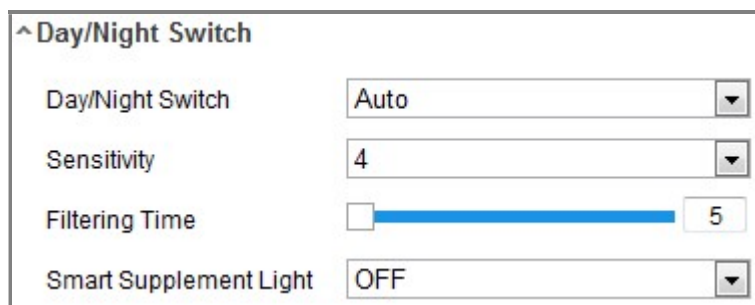 Day/Night Switch
Day/Night Switch Auto
Sensitivity 4
Filtering Time 5
Smart Supplement Light OFF